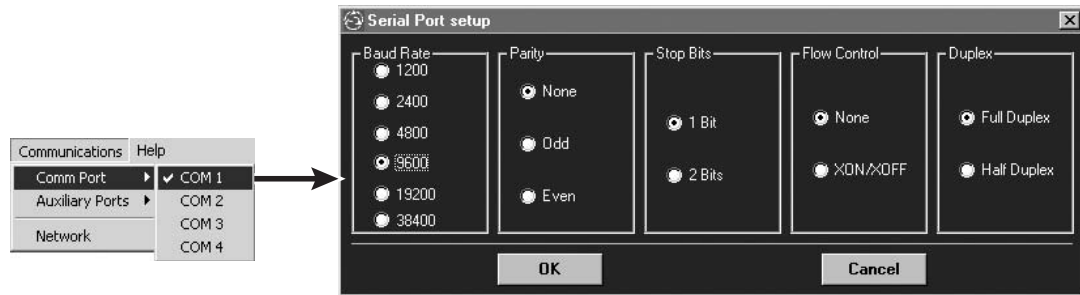 Communications Help
Comm Port
Auxiliary Ports
Network
COM 1
COM 2
COM 3
COM 4
Serial Port setup
Baud Rate
1200
2400
4800
9600
19200
38400
Parity
None
Odd
Even
Stop Bits
1 Bit
2 Bits
Flow Control
None
XON/XOFF
Duplex
Full Duplex
Half Duplex
OK
Cancel